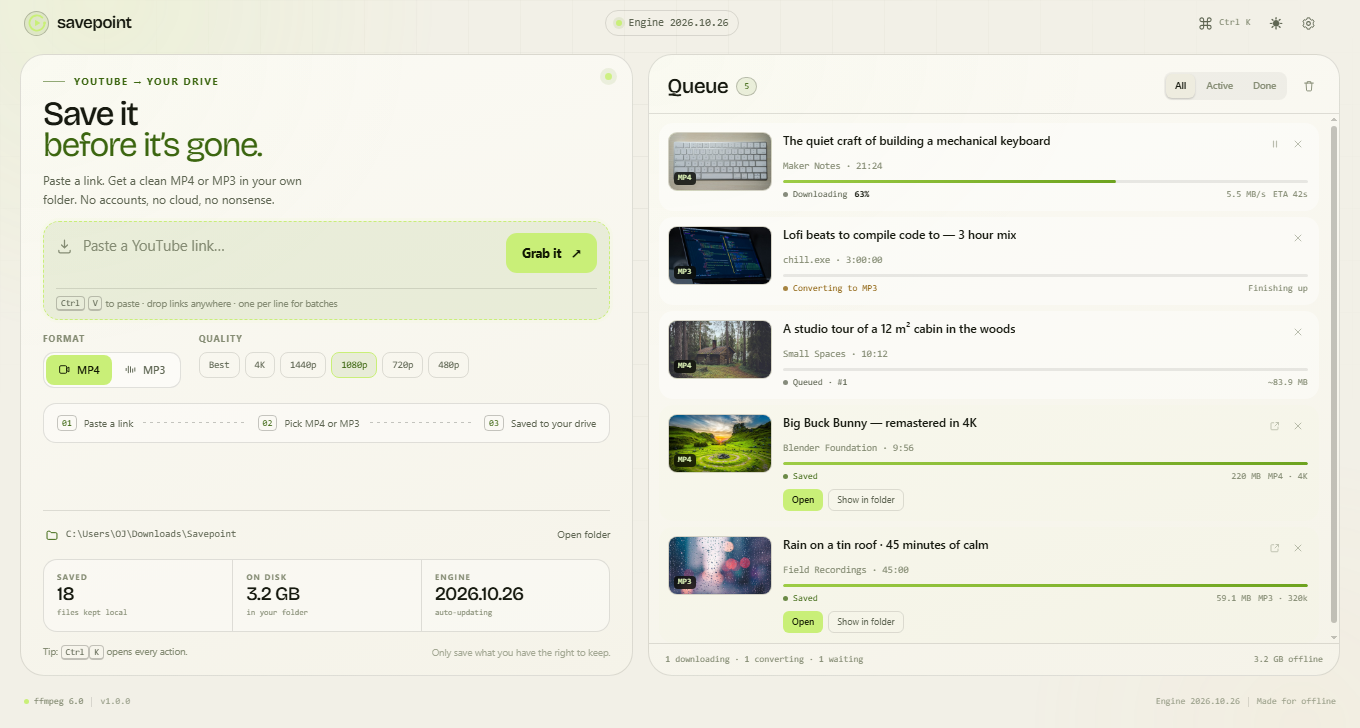 savepoint
Engine 2026.10.26
Ctrl K
YOUTUBE → YOUR DRIVE
Save it
before it's gone.
Paste a link. Get a clean MP4 or MP3 in your own
folder. No accounts, no cloud, no nonsense.
Paste a YouTube link...
Grab it ↗
Ctrl V to paste · drop links anywhere · one per line for batches
FORMAT
MP4 MP3
QUALITY
Best 4K 1440p 1080p 720p 480p
01 Paste a link 02 Pick MP4 or MP3 03 Saved to your drive
C:\Users\OJ\Downloads\Savepoint
Open folder
SAVED
18
files kept local
ON DISK
3.2 GB
in your folder
ENGINE
2026.10.26
auto-updating
Tip: Ctrl K opens every action.
Only save what you have the right to keep.
Queue 5
All Active Done
MP4
The quiet craft of building a mechanical keyboard
Maker Notes · 21:24
Downloading 63%
5.5 MB/s ETA 42s
MP3
Lofi beats to compile code to — 3 hour mix
chill.exe · 3:00:00
Converting to MP3
Finishing up
MP4
A studio tour of a 12 m² cabin in the woods
Small Spaces · 10:12
Queued · #1
~83.9 MB
MP4
Big Buck Bunny — remastered in 4K
Blender Foundation · 9:56
Saved
220 MB MP4 · 4K
Open Show in folder
MP3
Rain on a tin roof · 45 minutes of calm
Field Recordings · 45:00
Saved
59.1 MB MP3 · 320k
Open Show in folder
1 downloading · 1 converting · 1 waiting
3.2 GB offline
ffmpeg 6.0 | v1.0.0
Engine 2026.10.26 | Made for offline